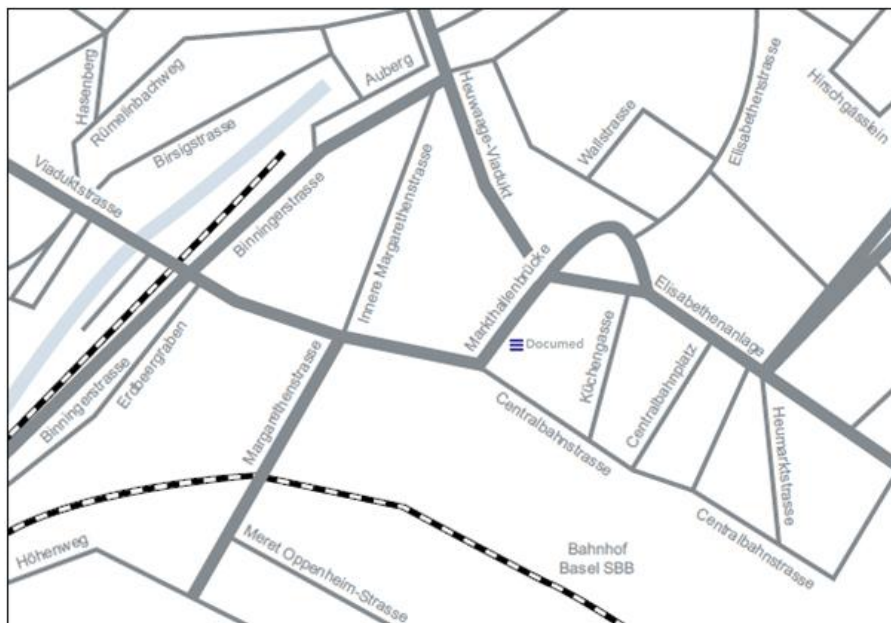 Hasenberg
Rümelinbachweg
Auberg
Birsigstrasse
Viaduktstrasse
Binningerstrasse
Innere Margarethenstrasse
Heuwaage-Viadukt
Wallstrasse
Elisabethenstrasse
Hirschgässlein
Markthallenbrücke
Elisabethenanlage
Documed
Küchengasse
Centralbahnplatz
Erdbeergraben
Binningerstrasse
Margarethenstrasse
Centralbahnstrasse
Heumarktstrasse
Centralbahnstrasse
Höhenweg
Meret Oppenheim-Strasse
Bahnhof
Basel SBB